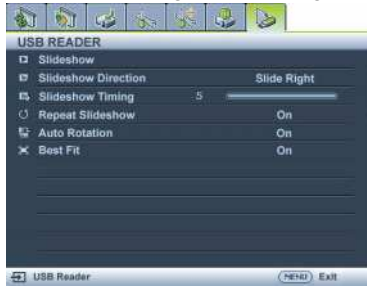 USB READER
Slideshow
Slideshow Direction Slide Right
Slideshow Timing 5
Repeat Slideshow On
Auto Rotation On
Best Fit On
USB Reader MENU Exit